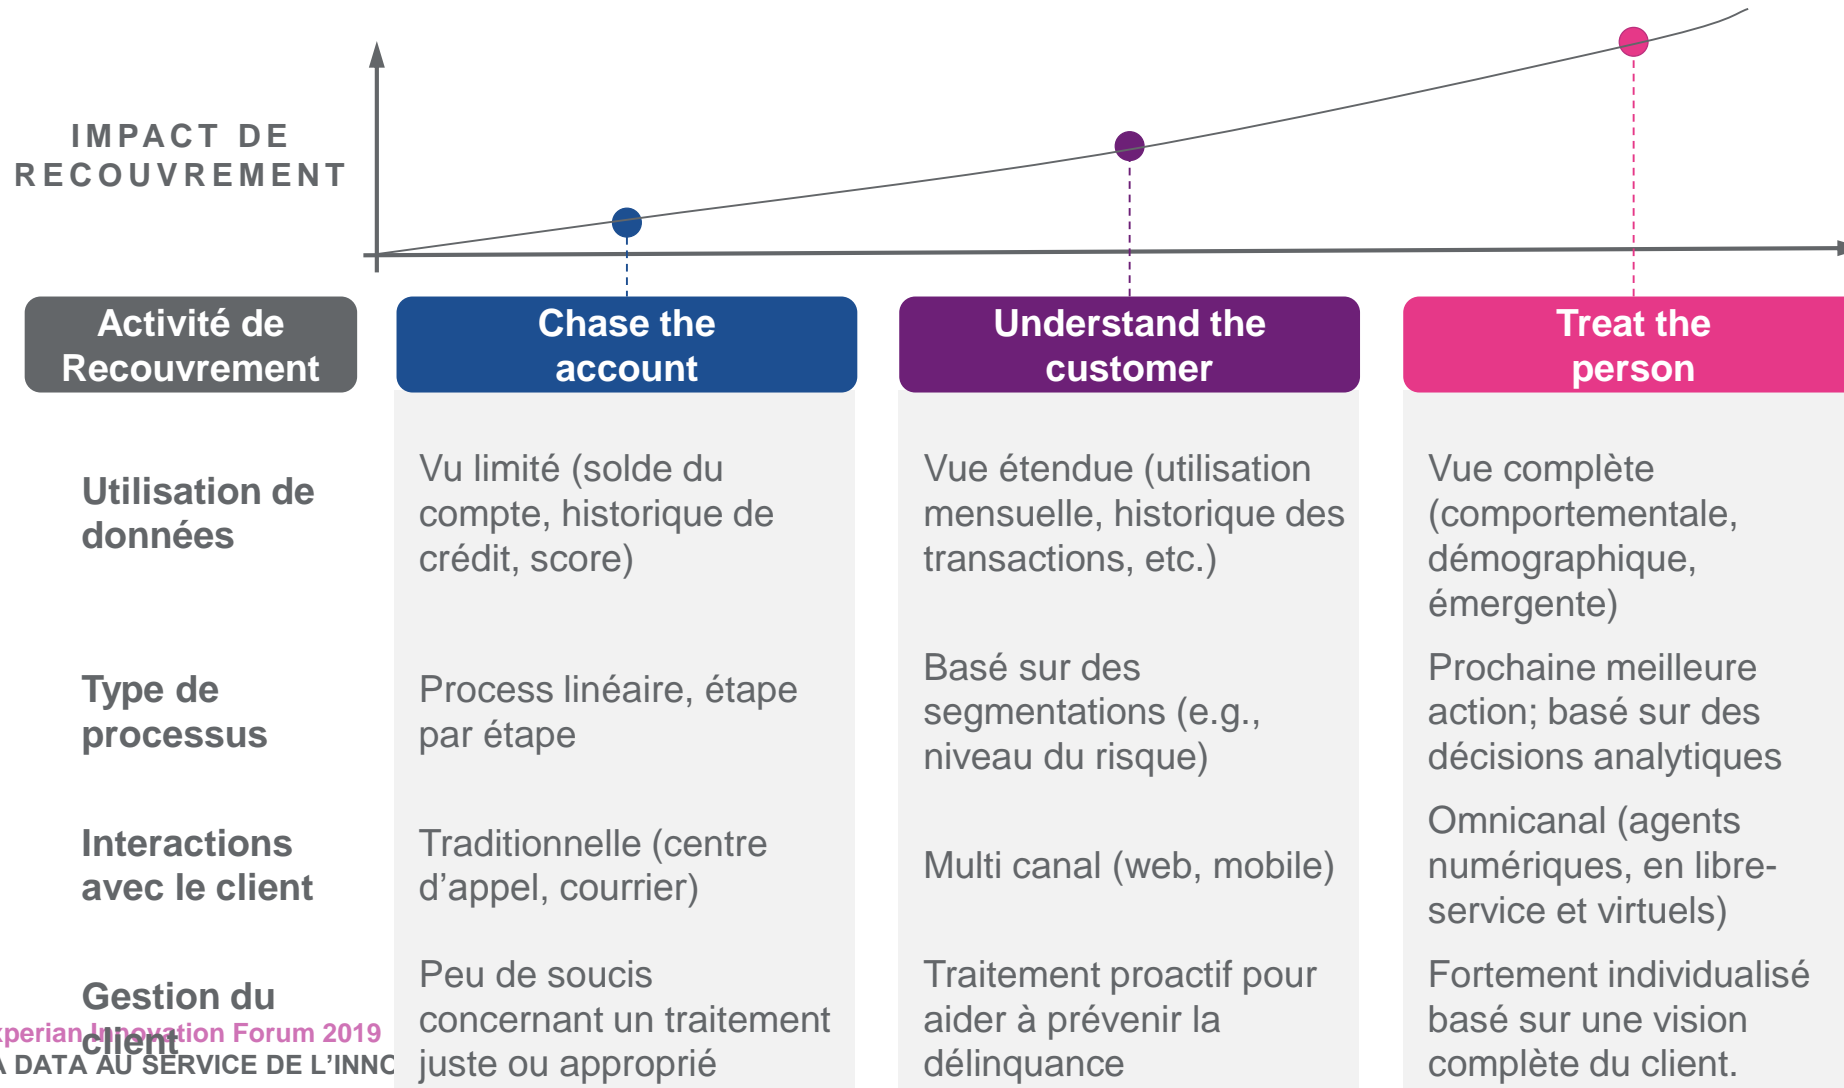 IMPACT DE
RECOUVREMENT
Activité de
Recouvrement
Chase the
account
Understand the
customer
Treat the
person
Utilisation de
données
Vu limité (solde du
compte, historique de
crédit, score)
Vue étendue (utilisation
mensuelle, historique des
transactions, etc.)
Vue complète
(comportementale,
démographique,
émergente)
Type de
processus
Process linéaire, étape
par étape
Basé sur des
segmentations (e.g.,
niveau du risque)
Prochaine meilleure
action; basé sur des
décisions analytiques
Interactions
avec le client
Traditionnelle (centre
d’appel, courrier)
Multi canal (web, mobile)
Omnicanal (agents
numériques, en libre-
service et virtuels)
Gestion du
client
Peu de soucis
concernant un traitement
juste ou approprié
Traitement proactif pour
aider à prévenir la
délinquance
Fortement individualisé
basé sur une vision
complète du client.
xperian Innovation Forum 2019
A DATA AU SERVICE DE L’INNO